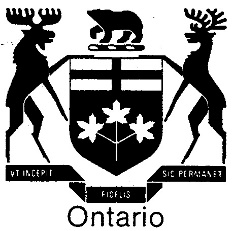 VT INCEPIT SIC PERMANET
FIDELIS
Ontario